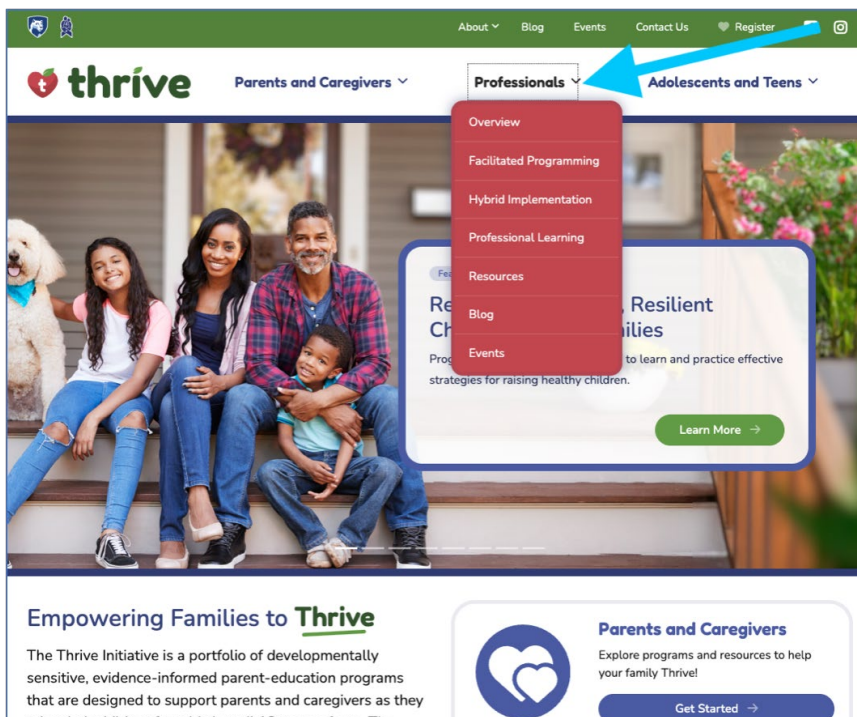 About
Blog
Events
Contact Us
Register
thrive
Parents and Caregivers
Professionals
Adolescents and Teens
Overview
Facilitated Programming
Hybrid Implementation
Professional Learning
Resources
Blog
Events
Resilient
to learn and practice effective
strategies for raising healthy children.
Learn More →
Empowering Families to Thrive
The Thrive Initiative is a portfolio of developmentally
sensitive, evidence-informed parent-education programs
that are designed to support parents and caregivers as they
Parents and Caregivers
Explore programs and resources to help
your family Thrive!
Get Started →